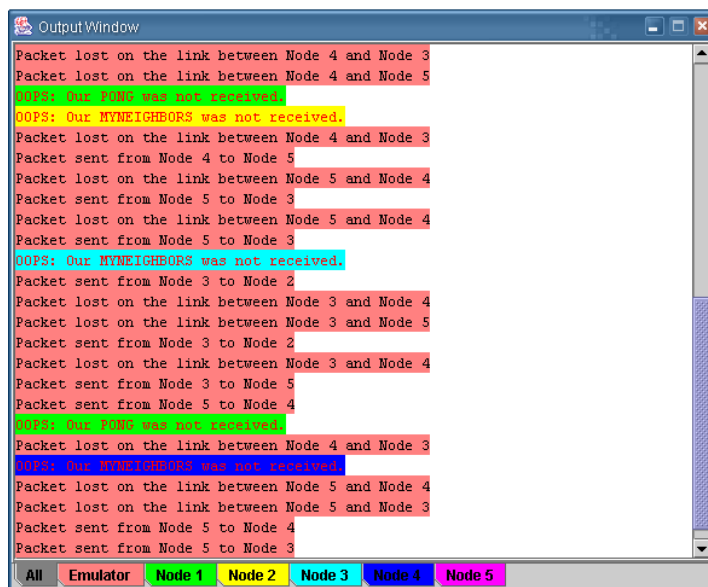 Output Window
Packet lost on the link between Node 4 and Node 3
Packet lost on the link between Node 4 and Node 5
OOPS: Our PONG was not received.
OOPS: Our MYNEIGHBORS was not received.
Packet lost on the link between Node 4 and Node 3
Packet sent from Node 4 to Node 5
Packet lost on the link between Node 5 and Node 4
Packet sent from Node 5 to Node 3
Packet lost on the link between Node 5 and Node 4
Packet sent from Node 5 to Node 3
OOPS: Our MYNEIGHBORS was not received.
Packet sent from Node 3 to Node 2
Packet lost on the link between Node 3 and Node 4
Packet lost on the link between Node 3 and Node 5
Packet sent from Node 3 to Node 2
Packet lost on the link between Node 3 and Node 4
Packet sent from Node 3 to Node 5
Packet sent from Node 5 to Node 4
OOPS: Our PONG was not received.
Packet lost on the link between Node 4 and Node 3
OOPS: Our MYNEIGHBORS was not received.
Packet lost on the link between Node 5 and Node 4
Packet lost on the link between Node 5 and Node 3
Packet sent from Node 5 to Node 4
Packet sent from Node 5 to Node 3
All Emulator Node 1 Node 2 Node 3 Node 4 Node 5